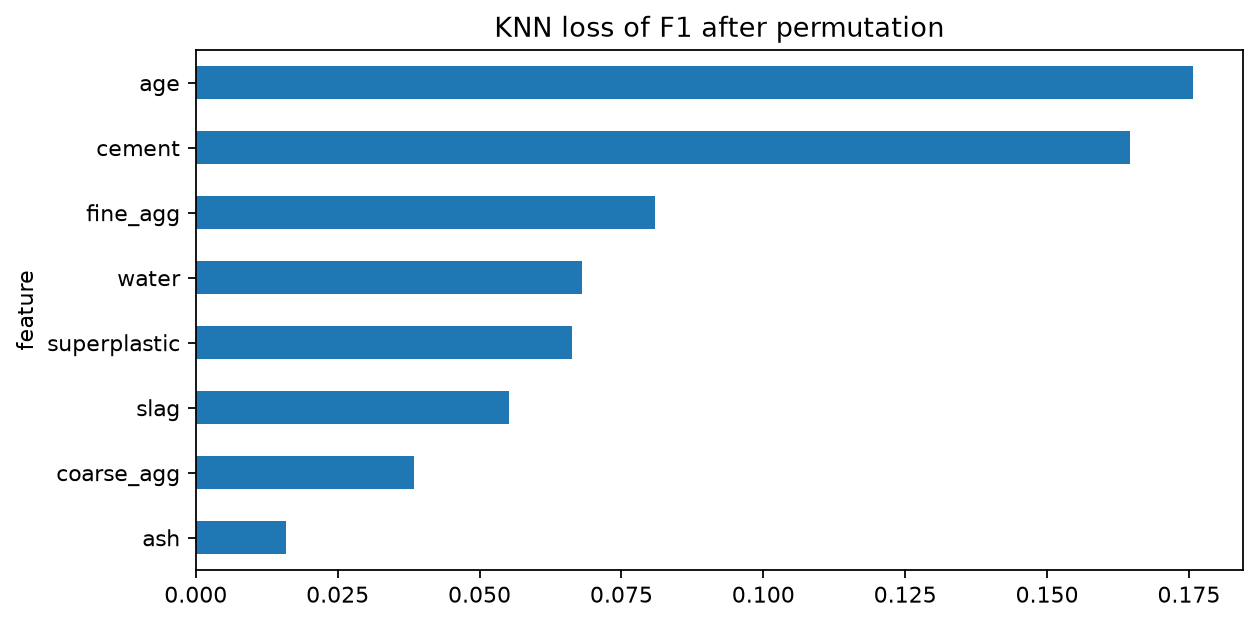 KNN loss of F1 after permutation
feature
age
cement
fine_agg
water
superplastic
slag
coarse_agg
ash
0.000 0.025 0.050 0.075 0.100 0.125 0.150 0.175